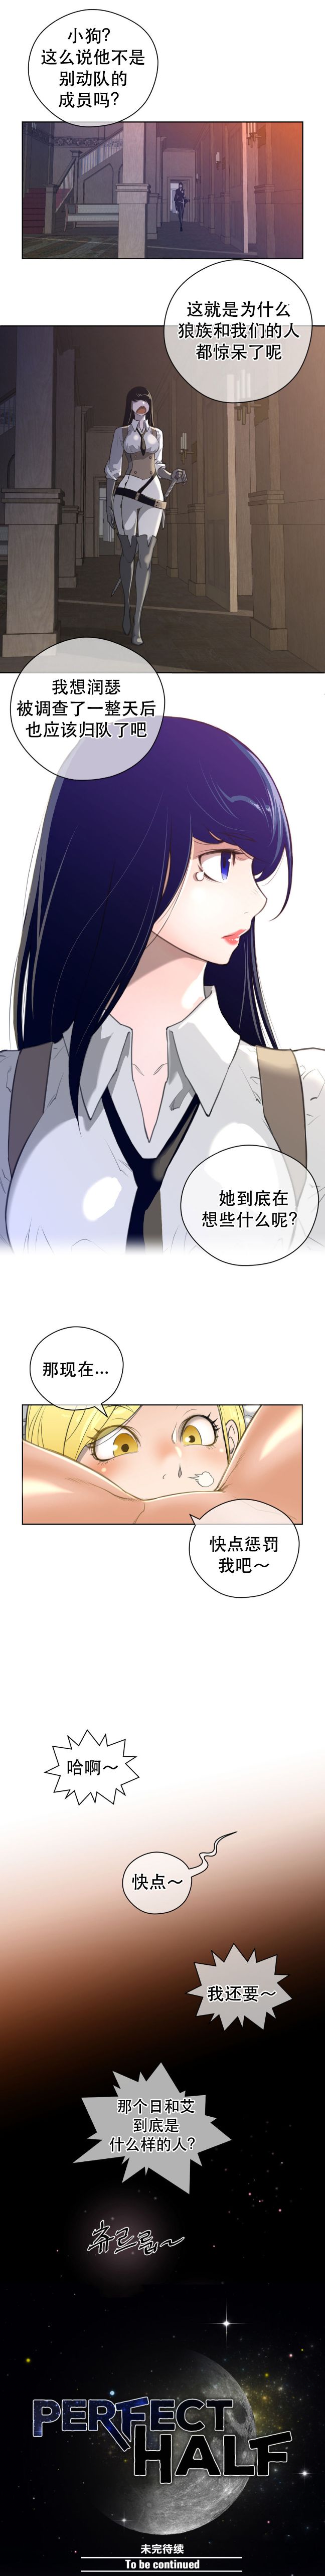 小狗?
这么说他不是
别动队的
成员吗?
这就是为什么
狼族和我们的人
都惊呆了呢
我想润瑟
被调查了一整天后
也应该归队了吧
她到底在
想些什么呢?
那现在...
快点惩罚
我吧～
哈啊～
快点～
我还要～
那个日和艾
到底是
什么样的人?
츄르릅~
PERFECT
HALF
未完待续
To be continued